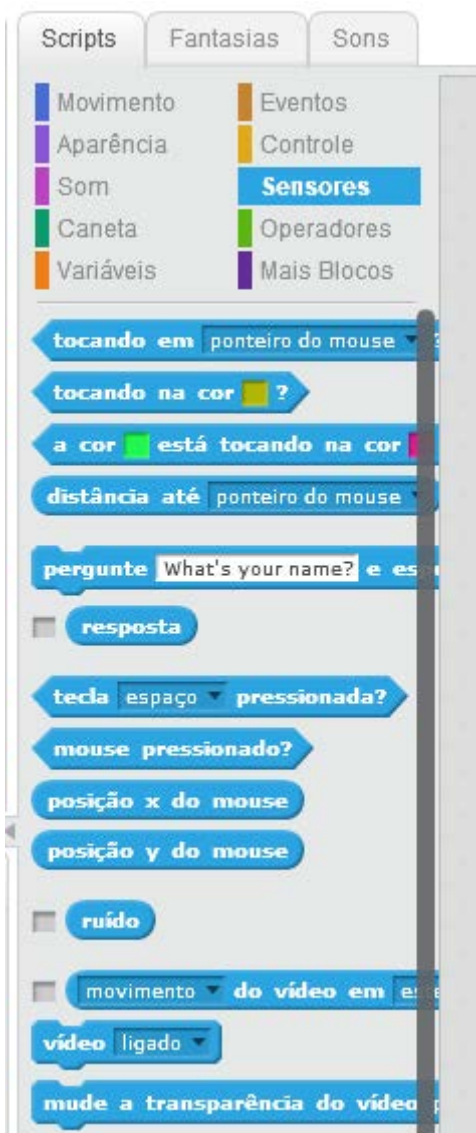 Scripts Fantasias Sons
Movimento Eventos
Aparência Controle
Som Sensores
Caneta Operadores
Variáveis Mais Blocos
tocando em ponteiro do mouse ?
tocando na cor ?
a cor está tocando na cor
distância até ponteiro do mouse
pergunte What's your name? e
resposta
tecla espaço pressionada?
mouse pressionado?
posição x do mouse
posição y do mouse
ruído
movimento do vídeo em
vídeo ligado
mude a transparência do vídeo